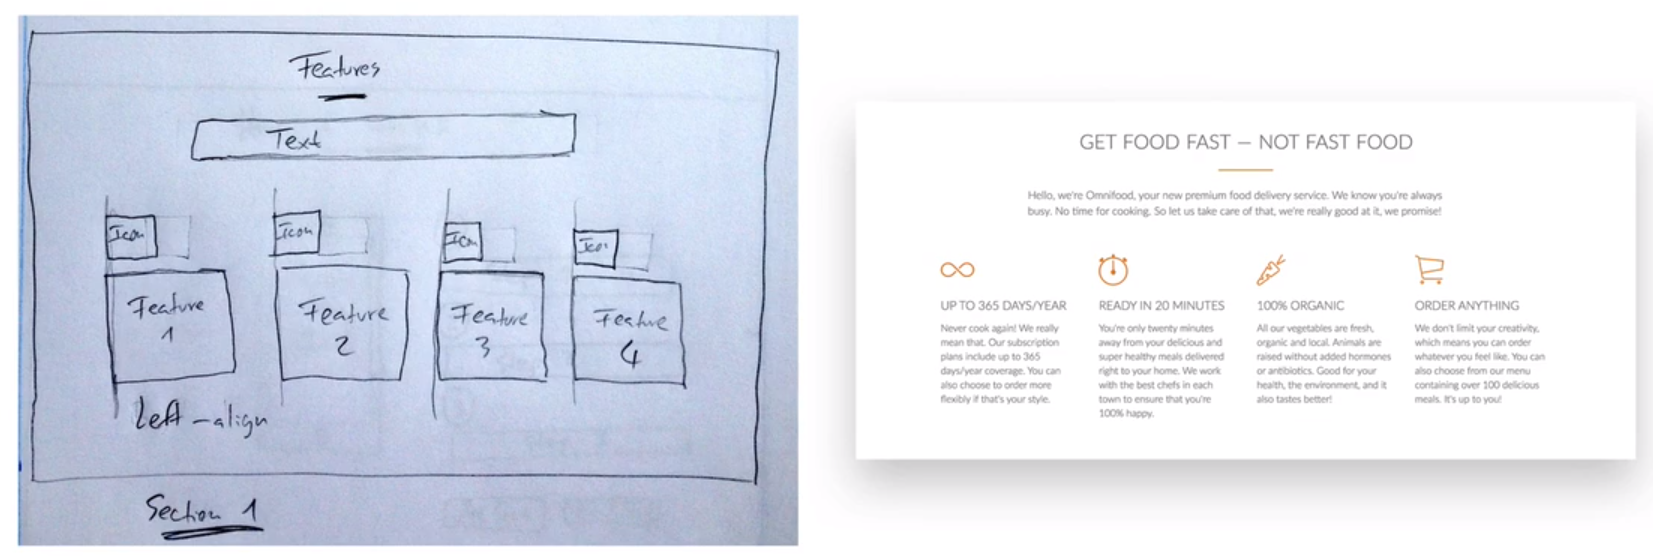 Features
Text
Icon
Icon
Icon
Icon
Feature
1
Feature
2
Feature
3
Feature
4
Left-align
Section 1
GET FOOD FAST — NOT FAST FOOD
Hello, we're Omnifood, your new premium food delivery service. We know you're always
busy. No time for cooking. So let us take care of that, we're really good at it, we promise!
UP TO 365 DAYS/YEAR
Never cook again! We really
mean that. Our subscription
plans include up to 365
days/year coverage. You can
also choose to order more
flexibly if that's your style.
READY IN 20 MINUTES
You're only twenty minutes
away from your delicious and
super healthy meals delivered
right to your home. We work
with the best chefs in each
town to ensure that you're
100% happy.
100% ORGANIC
All our vegetables are fresh,
organic and local. Animals are
raised without added hormones
or antibiotics. Good for your
health, the environment, and it
also tastes better!
ORDER ANYTHING
We don't limit your creativity,
which means you can order
whatever you feel like. You can
also choose from our menu
containing over 100 delicious
meals. It's up to you!